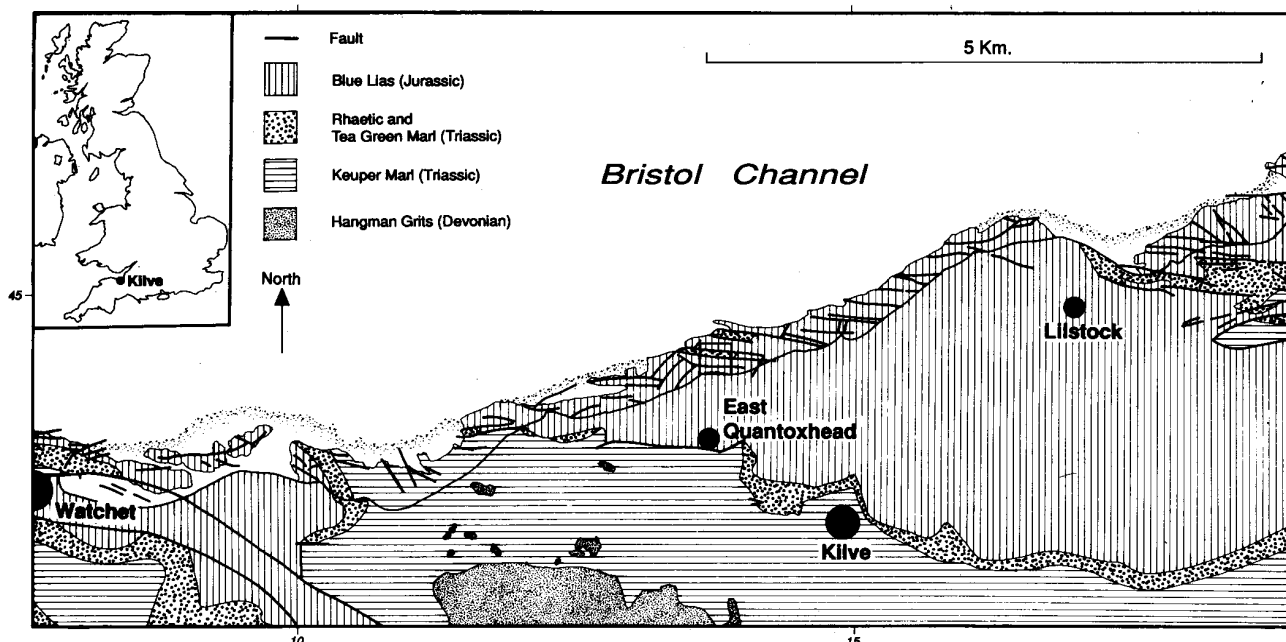 Kilve
Fault
Blue Lias (Jurassic)
Rhaetic and
Tea Green Marl (Triassic)
Keuper Marl (Triassic)
Hangman Grits (Devonian)
North
5 Km.
Bristol Channel
45
Lilstock
East
Quantoxhead
Watchet
Kilve
10
15